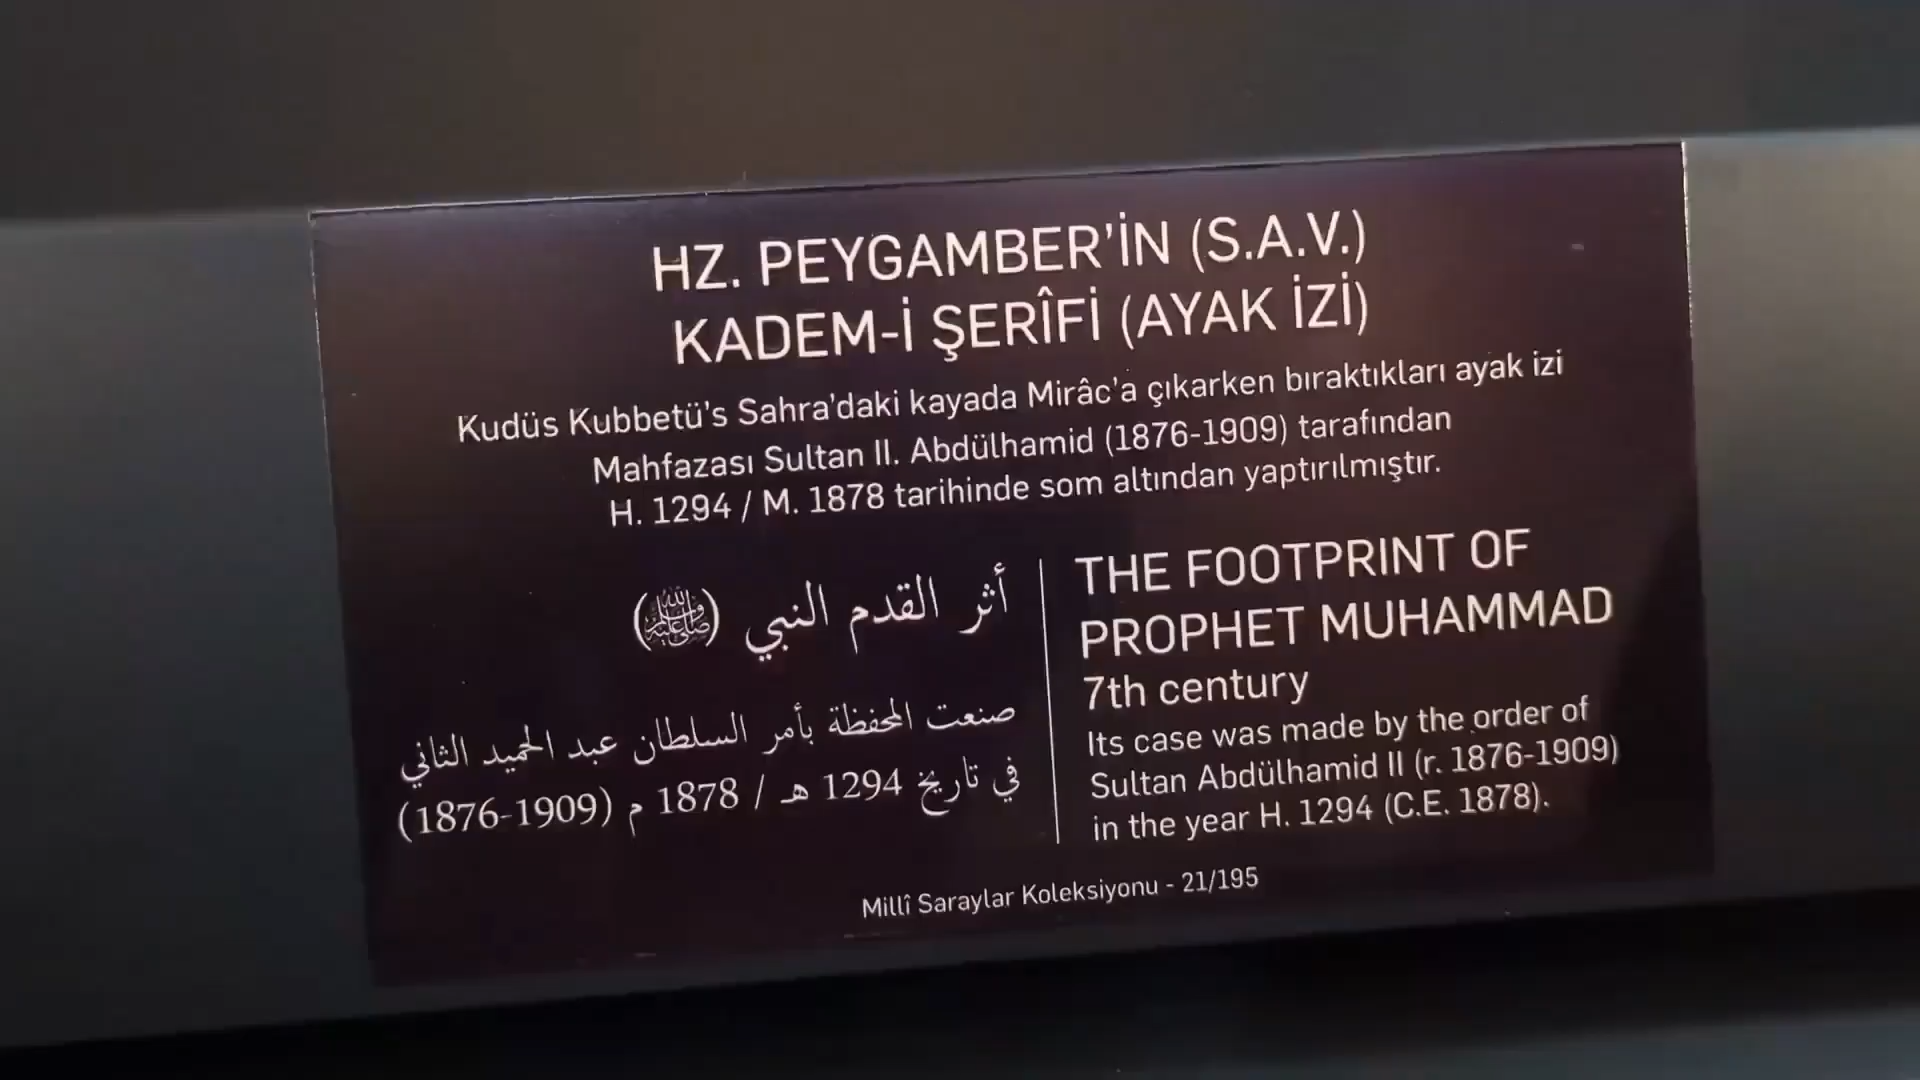 HZ. PEYGAMBER'İN (S.A.V.)
KADEM-İ ŞERÎFİ (AYAK İZİ)
Kudüs Kubbetü's Sahra'daki kayada Mirâc'a çıkarken bıraktıkları ayak izi
Mahfazası Sultan II. Abdülhamid (1876-1909) tarafından
H. 1294 / M. 1878 tarihinde som altından yaptırılmıştır.
أثر القدم النبي (ﷺ)
صنعت المحفظة بأمر السلطان عبد الحميد الثاني
في تاريخ 1294 هـ / 1878 م (1876-1909)
THE FOOTPRINT OF
PROPHET MUHAMMAD
7th century
Its case was made by the order of
Sultan Abdülhamid II (r. 1876-1909)
in the year H. 1294 (C.E. 1878).
Millî Saraylar Koleksiyonu - 21/195